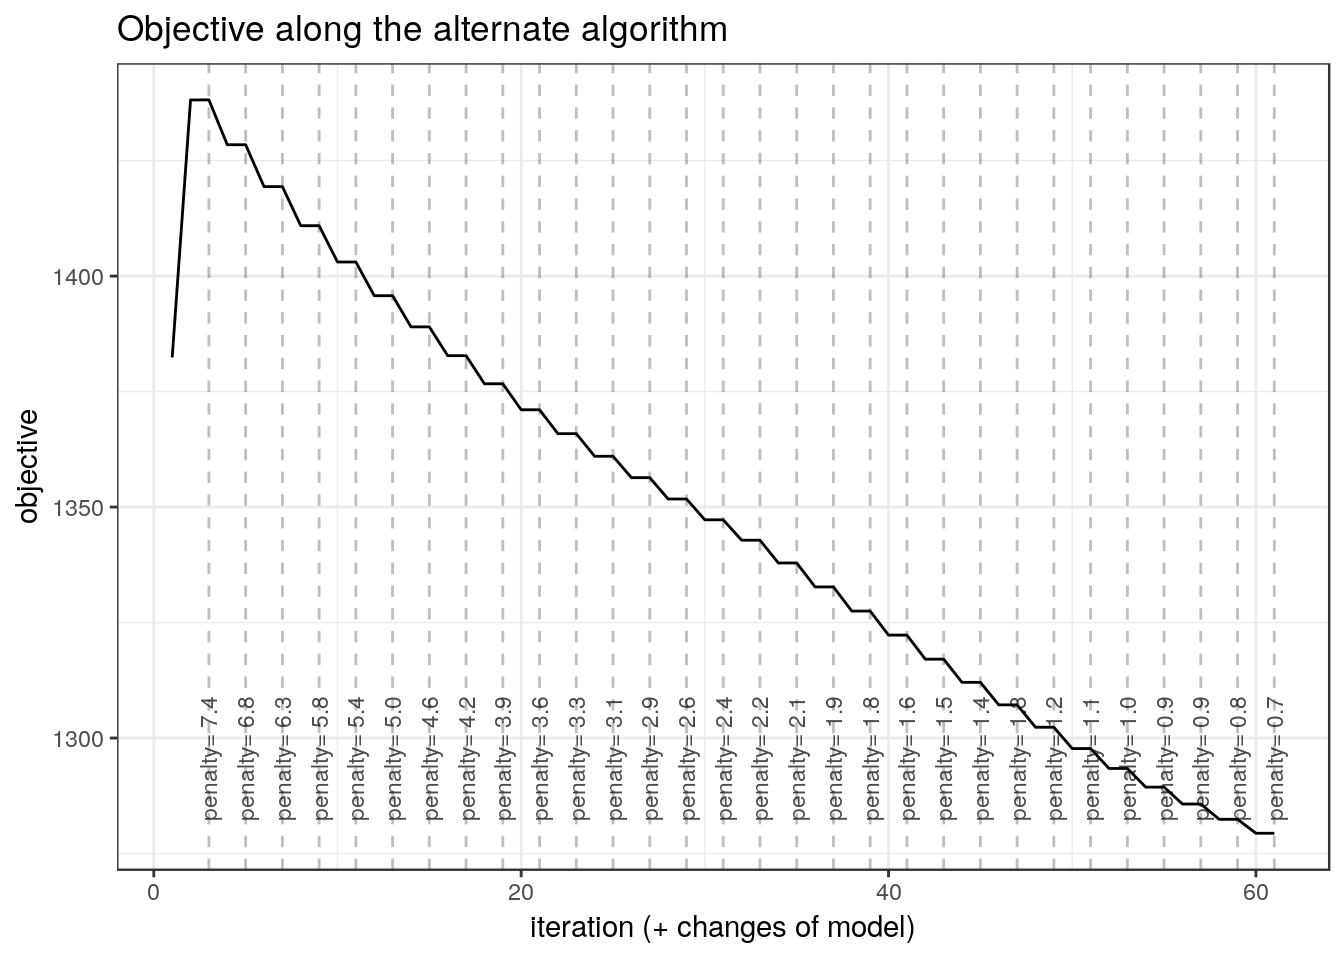 Objective along the alternate algorithm
objective
1400
1350
1300
penalty= 7.4
penalty= 6.8
penalty= 6.3
penalty= 5.8
penalty= 5.4
penalty= 5.0
penalty= 4.6
penalty= 4.2
penalty= 3.9
penalty= 3.6
penalty= 3.3
penalty= 3.1
penalty= 2.9
penalty= 2.6
penalty= 2.4
penalty= 2.2
penalty= 2.1
penalty= 1.9
penalty= 1.8
penalty= 1.6
penalty= 1.5
penalty= 1.4
penalty= 1.3
penalty= 1.2
penalty= 1.1
penalty= 1.0
penalty= 0.9
penalty= 0.9
penalty= 0.8
penalty= 0.7
0
20
40
60
iteration (+ changes of model)